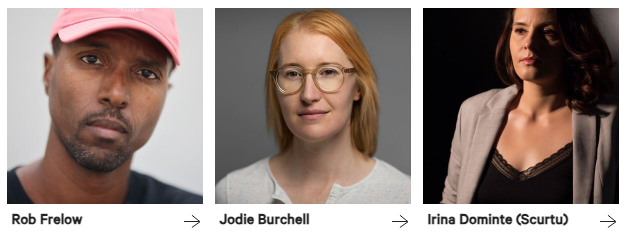 Rob Frelow
Jodie Burchell
Irina Dominte (Scurtu)